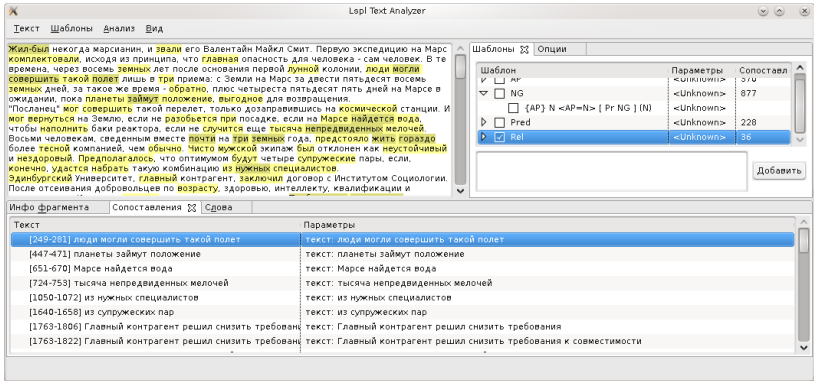 Lspl Text Analyzer
Текст Шаблоны Анализ Вид
Жил-был некогда марсианин, и звали его Валентайн Майкл Смит. Первую экспедицию на Марс
комплектовали, исходя из принципа, что главная опасность для человека - сам человек. В те
времена, через восемь земных лет после основания первой лунной колонии, люди могли
совершить такой полет лишь в три приема: с Земли на Марс за двести пятьдесят восемь
земных дней, за такое же время - обратно, плюс четыреста пятьдесят пять дней на Марсе в
ожидании, пока планеты займут положение, выгодное для возвращения.
"Посланец" мог совершить такой перелет, только дозаправившись на космической станции. И
мог вернуться на Землю, если не разобьется при посадке, если на Марсе найдется вода,
чтобы наполнить баки реактора, если не случится еще тысяча непредвиденных мелочей.
Восьми человекам, сведенным вместе почти на три земных года, предстояло жить гораздо
более тесной компанией, чем обычно. Чисто мужской экипаж был отклонен как неустойчивый
и нездоровый. Предполагалось, что оптимумом будут четыре супружеские пары, если,
конечно, удастся набрать такую комбинацию из нужных специалистов.
Эдинбургский Университет, главный контрагент, заключил договор с Институтом Социологии.
После отсеивания добровольцев по возрасту, здоровью, интеллекту, квалификации и
Шаблоны Опции
Шаблон Параметры Сопоставл
AP <Unknown> 370
NG <Unknown> 877
{AP} N <AP=N> [ Pr NG ] (N) <Unknown>
Pred <Unknown> 228
Rel <Unknown> 36
Добавить
Инфо фрагмента Сопоставления Слова
Текст Параметры
[249-281] люди могли совершить такой полет текст: люди могли совершить такой полет
[447-471] планеты займут положение текст: планеты займут положение
[651-670] Марсе найдется вода текст: Марсе найдется вода
[724-753] тысяча непредвиденных мелочей текст: тысяча непредвиденных мелочей
[1050-1072] из нужных специалистов текст: из нужных специалистов
[1640-1658] из супружеских пар текст: из супружеских пар
[1763-1806] Главный контрагент решил снизить требовани текст: Главный контрагент решил снизить требования
[1763-1822] Главный контрагент решил снизить требовани текст: Главный контрагент решил снизить требования к совместимости